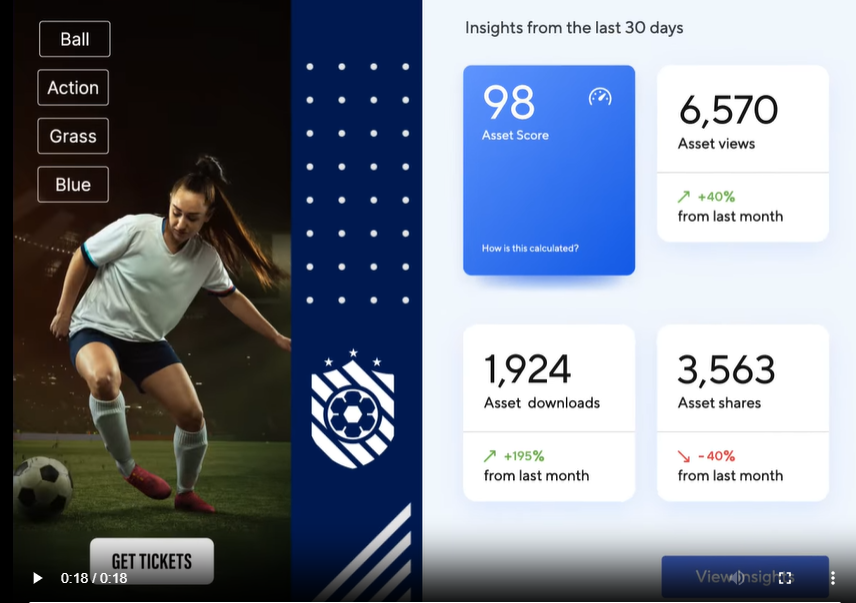 Ball
Action
Grass
Blue
GET TICKETS
0:18 / 0:18
Insights from the last 30 days
98
Asset Score
How is this calculated?
6,570
Asset views
+40%
from last month
1,924
Asset downloads
+195%
from last month
3,563
Asset shares
-40%
from last month
View Insights